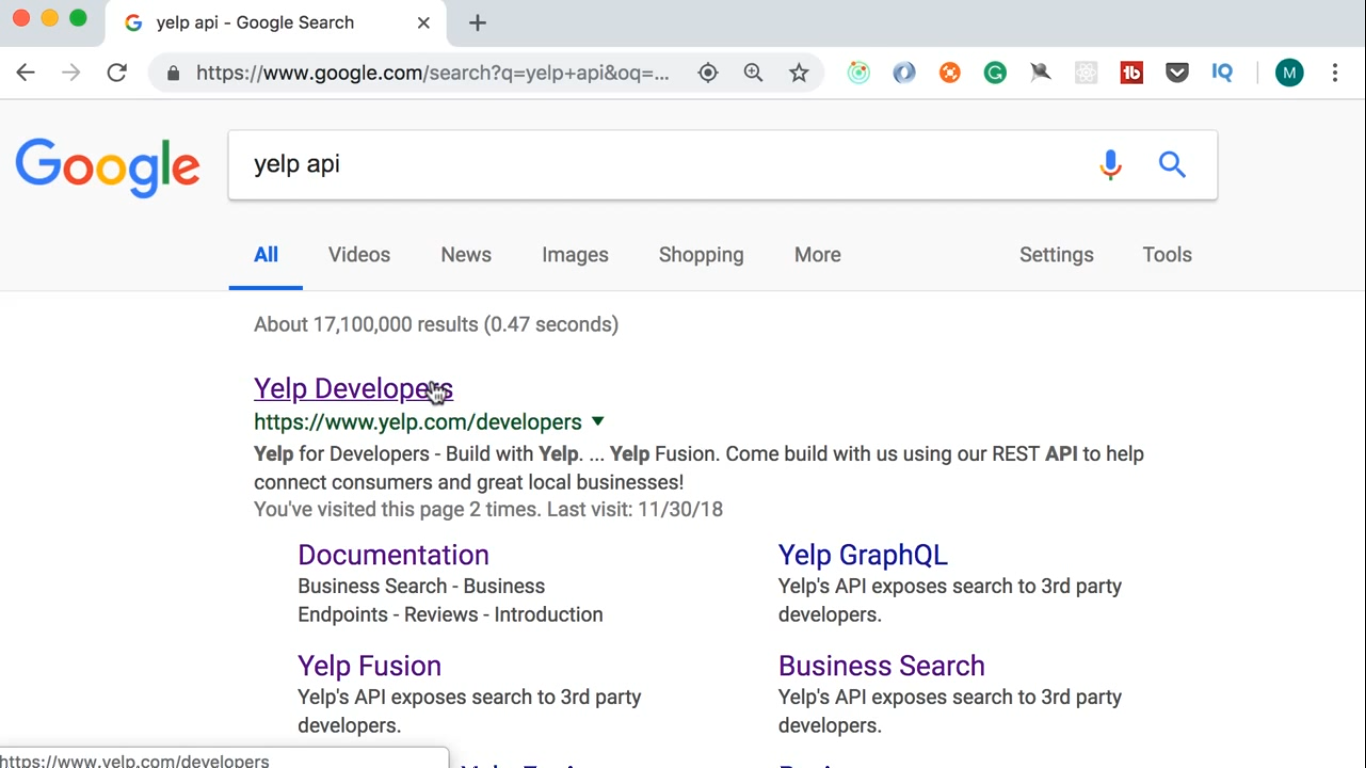 yelp api - Google Search
https://www.google.com/search?q=yelp+api&oq=...
IQ
M
Google
yelp api
All Videos News Images Shopping More Settings Tools
About 17,100,000 results (0.47 seconds)
Yelp Developers
https://www.yelp.com/developers
Yelp for Developers - Build with Yelp. ... Yelp Fusion. Come build with us using our REST API to help
connect consumers and great local businesses!
You've visited this page 2 times. Last visit: 11/30/18
Documentation
Business Search - Business
Endpoints - Reviews - Introduction
Yelp GraphQL
Yelp's API exposes search to 3rd party
developers.
Yelp Fusion
Yelp's API exposes search to 3rd party
developers.
Business Search
Yelp's API exposes search to 3rd party
developers.
https://www.yelp.com/developers